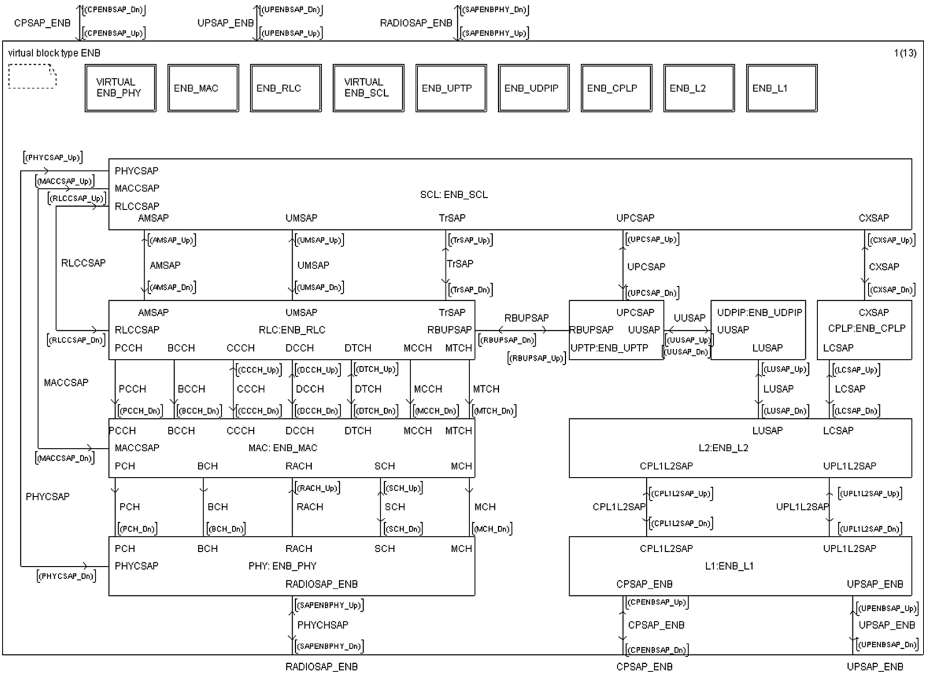 [(CPENBSAP_Dn)] [(UPENBSAP_Dn)] [(SAPENBPHY_Dn)]
CPSAP_ENB UPSAP_ENB RADIOSAP_ENB
[(CPENBSAP_Up)] [(UPENBSAP_Up)] [(SAPENBPHY_Up)]
virtual block type ENB 1(13)
VIRTUAL ENB_PHY
ENB_MAC
ENB_RLC
VIRTUAL ENB_SCL
ENB_UPTP
ENB_UDPIP
ENB_CPLP
ENB_L2
ENB_L1
[(PHYCSAP_Up)]
PHYCSAP
[(MACCSAP_Up)] MACCSAP
SCL: ENB_SCL
[(RLCCSAP_Up)] RLCCSAP
AMSAP UMSAP TrSAP UPCSAP CXSAP
[(AMSAP_Up)] [(UMSAP_Up)] [(TrSAP_Up)] [(UPCSAP_Up)] [(CXSAP_Up)]
RLCCSAP AMSAP UMSAP TrSAP UPCSAP CXSAP
[(AMSAP_Dn)] [(UMSAP_Dn)] [(TrSAP_Dn)] [(UPCSAP_Dn)] [(CXSAP_Dn)]
AMSAP UMSAP TrSAP UPCSAP UDPIP:ENB_UDPIP CXSAP
RLCCSAP RLC:ENB_RLC RBUPSAP RBUPSAP RBUPSAP UUSAP UUSAP UUSAP CPLP:ENB_CPLP
[(RLCCSAP_Dn)] [(RBUPSAP_Dn)] [(UUSAP_Up)]
PCCH BCCH CCCH DCCH DTCH MCCH MTCH [(RBUPSAP_Up)] UPTP:ENB_UPTP [(UUSAP_Dn)] LUSAP LCSAP
[(CCCH_Up)] [(DCCH_Up)] [(DTCH_Up)] [(LUSAP_Up)] [(LCSAP_Up)]
MACCSAP PCCH BCCH CCCH DCCH DTCH MCCH MTCH LUSAP LCSAP
[(PCCH_Dn)] [(BCCH_Dn)] [(CCCH_Dn)] [(DCCH_Dn)] [(DTCH_Dn)] [(MCCH_Dn)] [(MTCH_Dn)] [(LUSAP_Dn)] [(LCSAP_Dn)]
PCCH BCCH CCCH DCCH DTCH MCCH MTCH LUSAP LCSAP
MACCSAP MAC: ENB_MAC L2:ENB_L2
[(MACCSAP_Dn)]
PCH BCH RACH SCH MCH CPL1L2SAP UPL1L2SAP
[(RACH_Up)] [(SCH_Up)] [(CPL1L2SAP_Up)] [(UPL1L2SAP_Up)]
PHYCSAP PCH BCH RACH SCH MCH CPL1L2SAP UPL1L2SAP
[(PCH_Dn)] [(BCH_Dn)] [(SCH_Dn)] [(MCH_Dn)] [(CPL1L2SAP_Dn)] [(UPL1L2SAP_Dn)]
PCH BCH RACH SCH MCH CPL1L2SAP UPL1L2SAP
PHYCSAP PHY: ENB_PHY L1:ENB_L1
[(PHYCSAP_Dn)]
RADIOSAP_ENB CPSAP_ENB UPSAP_ENB
[(SAPENBPHY_Up)] [(CPENBSAP_Up)] [(UPENBSAP_Up)]
PHYCHSAP CPSAP_ENB UPSAP_ENB
[(SAPENBPHY_Dn)] [(CPENBSAP_Dn)] [(UPENBSAP_Dn)]
RADIOSAP_ENB CPSAP_ENB UPSAP_ENB